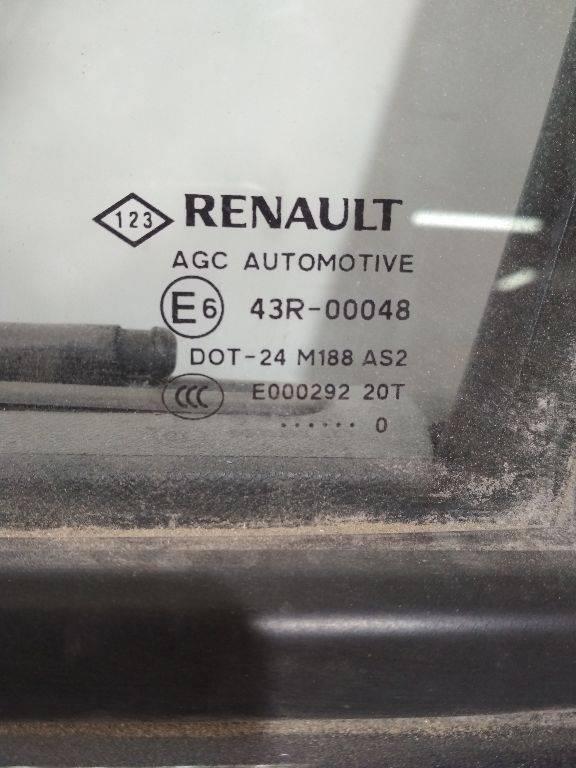 123 RENAULT
AGC AUTOMOTIVE
E6 43R-00048
DOT-24 M188 AS2
CCC E000292 20T
...... 0